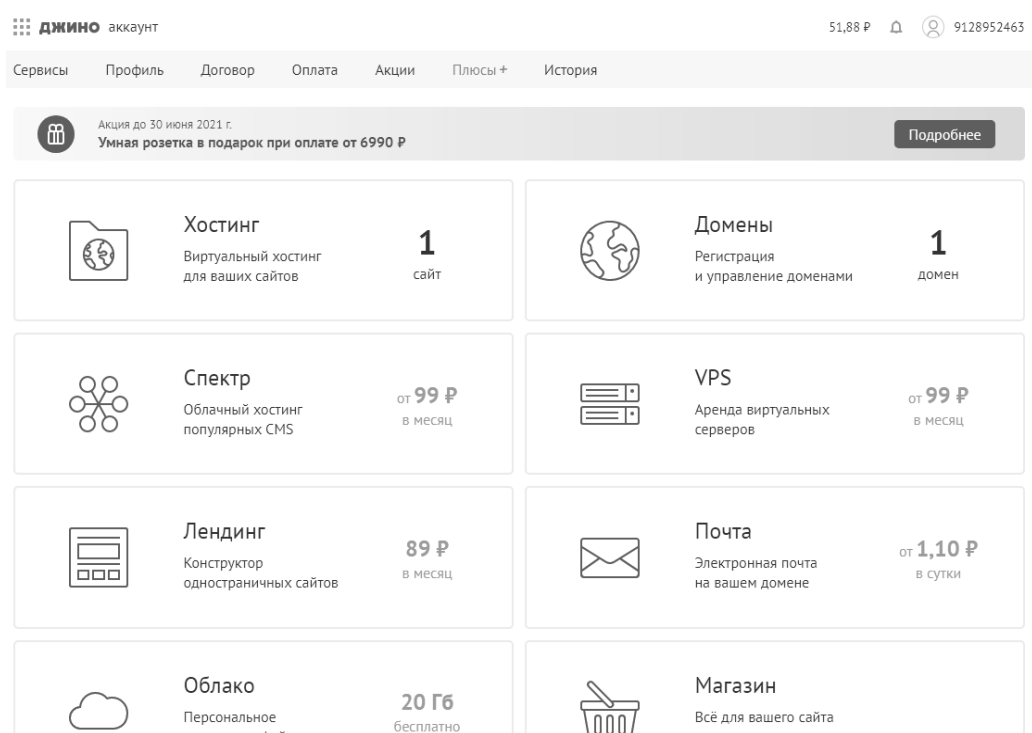 джино аккаунт 51,88 ₽ 9128952463
Сервисы Профиль Договор Оплата Акции Плюсы + История
Акция до 30 июня 2021 г.
Умная розетка в подарок при оплате от 6990 ₽
Подробнее
Хостинг
Виртуальный хостинг
для ваших сайтов
1
сайт
Домены
Регистрация
и управление доменами
1
домен
Спектр
Облачный хостинг
популярных CMS
от 99 ₽
в месяц
VPS
Аренда виртуальных
серверов
от 99 ₽
в месяц
Лендинг
Конструктор
одностраничных сайтов
89 ₽
в месяц
Почта
Электронная почта
на вашем домене
от 1,10 ₽
в сутки
Облако
Персональное
20 Гб
бесплатно
Магазин
Всё для вашего сайта